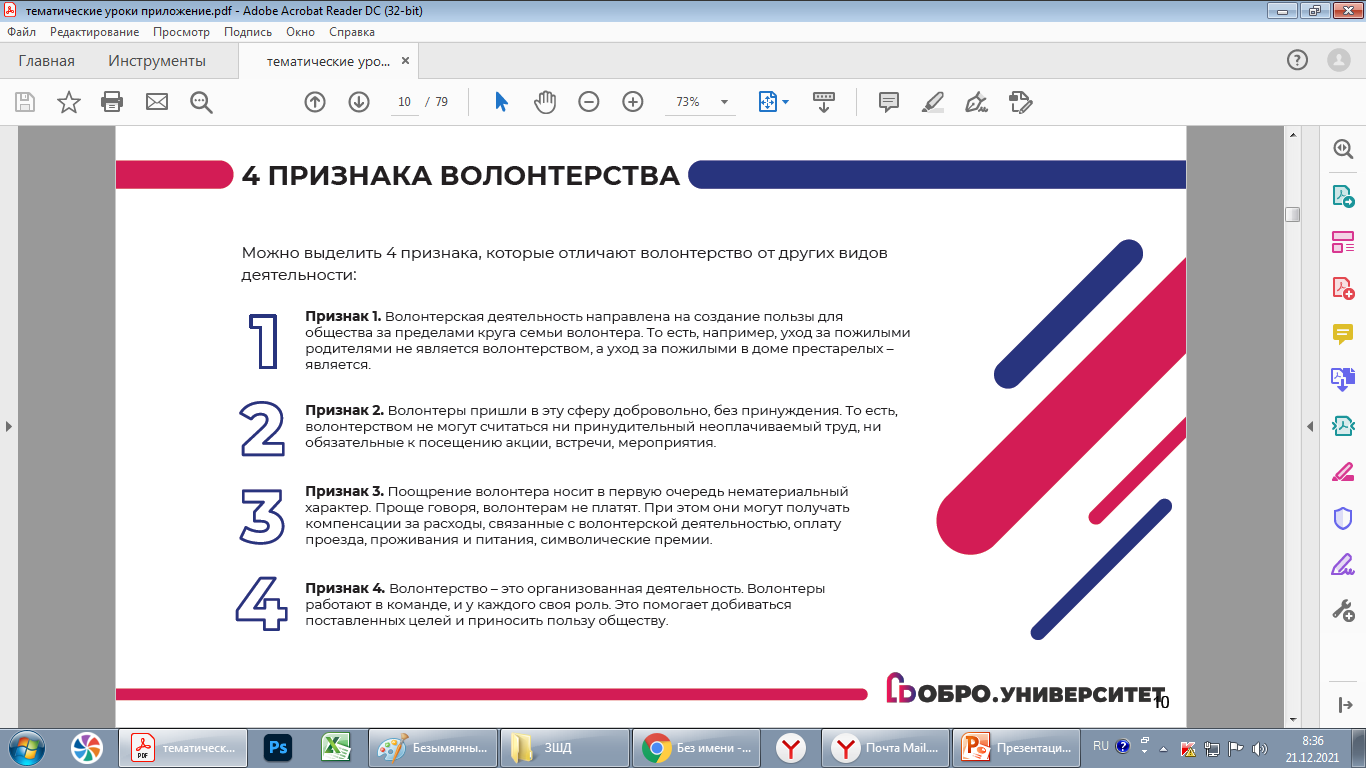 тематические уроки приложение.pdf - Adobe Acrobat Reader DC (32-bit)
Файл Редактирование Просмотр Подпись Окно Справка
Главная Инструменты тематические уро... ×
10 / 79 73%
4 ПРИЗНАКА ВОЛОНТЕРСТВА
Можно выделить 4 признака, которые отличают волонтерство от других видов
деятельности:
1
Признак 1. Волонтерская деятельность направлена на создание пользы для
общества за пределами круга семьи волонтера. То есть, например, уход за пожилыми
родителями не является волонтерством, а уход за пожилыми в доме престарелых –
является.
2
Признак 2. Волонтеры пришли в эту сферу добровольно, без принуждения. То есть,
волонтерством не могут считаться ни принудительный неоплачиваемый труд, ни
обязательные к посещению акции, встречи, мероприятия.
3
Признак 3. Поощрение волонтера носит в первую очередь нематериальный
характер. Проще говоря, волонтерам не платят. При этом они могут получать
компенсации за расходы, связанные с волонтерской деятельностью, оплату
проезда, проживания и питания, символические премии.
4
Признак 4. Волонтерство – это организованная деятельность. Волонтеры
работают в команде, и у каждого своя роль. Это помогает добиваться
поставленных целей и приносить пользу обществу.
ДОБРО.УНИВЕРСИТЕТ
10
тематическ... Ps Безымянны... ЗШД Без имени -... Почта Mail.... Презентаци... RU 8:36
21.12.2021